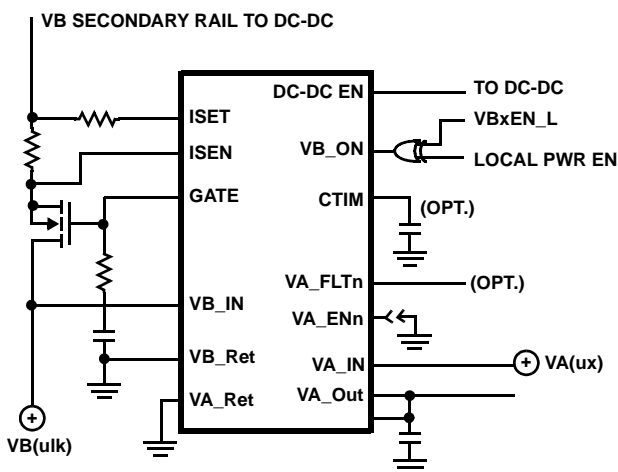 VB SECONDARY RAIL TO DC-DC
DC-DC EN
TO DC-DC
VBxEN_L
ISET
ISEN
VB_ON
LOCAL PWR EN
GATE
CTIM
(OPT.)
VA_FLTn
(OPT.)
VB_IN
VA_ENn
VB_Ret
VA_IN
+ VA(ux)
VA_Ret
VA_Out
+
VB(ulk)